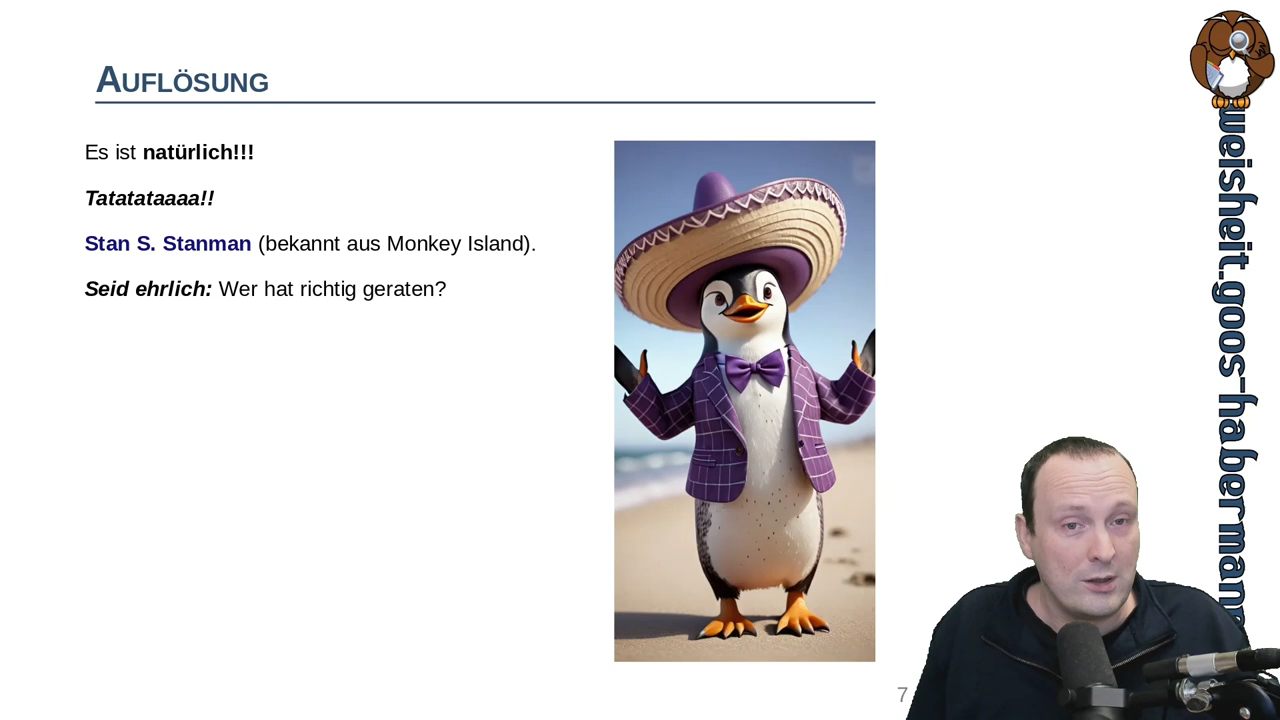 AUFLÖSUNG
Es ist natürlich!!!
Tatatataaaa!!
Stan S. Stanman (bekannt aus Monkey Island).
Seid ehrlich: Wer hat richtig geraten?
7
weisheit.goos-habermann